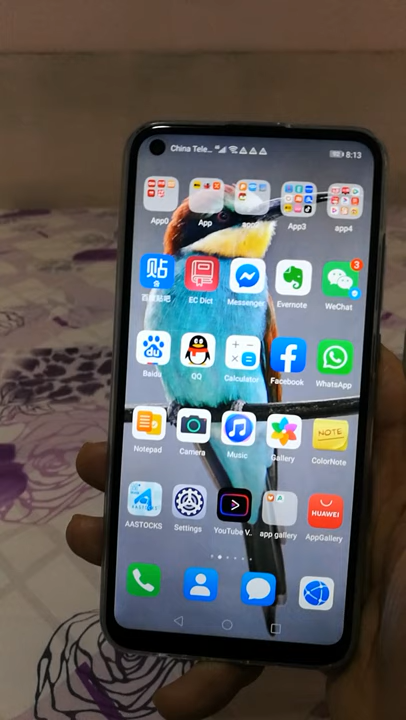 China Tele...
8:13
App0
App
App3
app4
贴
百度贴吧
EC Dict
Messenger
Evernote
3
WeChat
Baidu
QQ
Calculator
Facebook
WhatsApp
Notepad
Camera
Music
Gallery
NOTE
ColorNote
AASTOCKS
Settings
YouTube V...
app gallery
HUAWEI
AppGallery